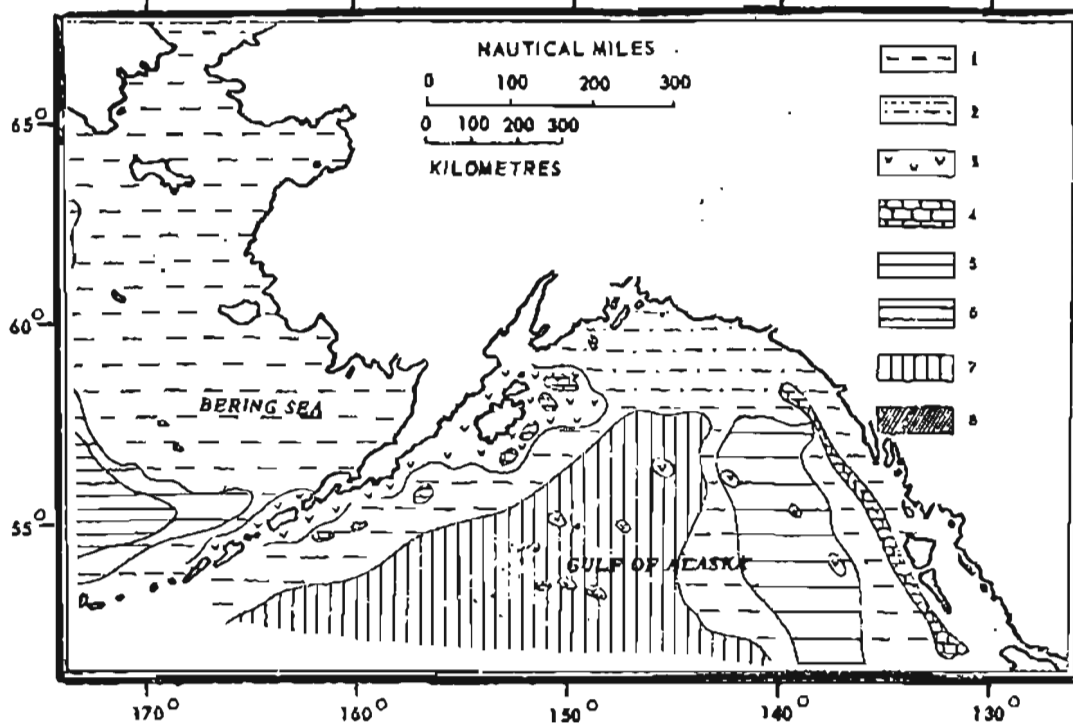 NAUTICAL MILES
0 100 200 300
0 100 200 300
KILOMETRES
1
2
3
4
5
6
7
8
65°
60°
55°
BERING SEA
GULF OF ALASKA
170° 160° 150° 140° 130°